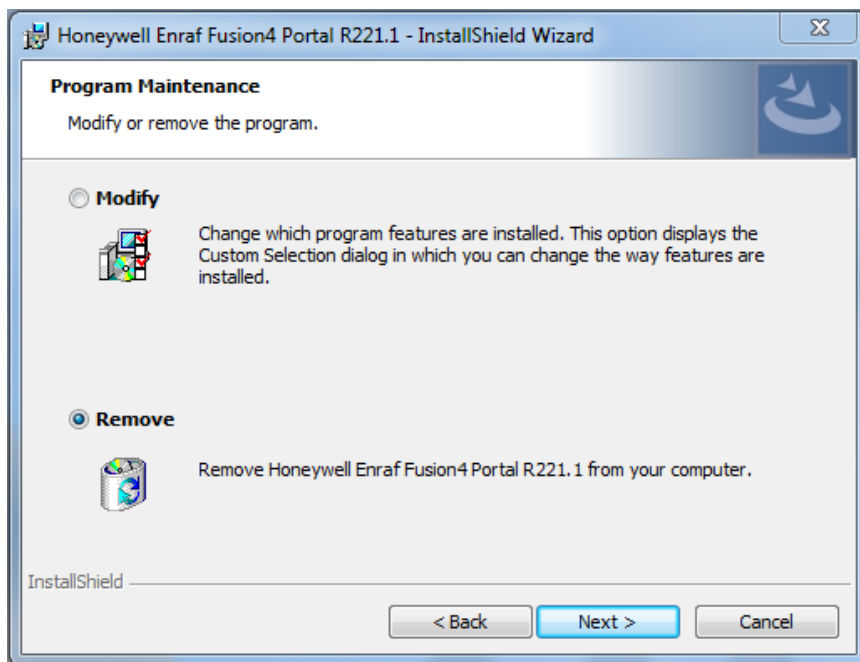 Honeywell Enraf Fusion4 Portal R221.1 - InstallShield Wizard
Program Maintenance
Modify or remove the program.
Modify
Change which program features are installed. This option displays the
Custom Selection dialog in which you can change the way features are
installed.
Remove
Remove Honeywell Enraf Fusion4 Portal R221.1 from your computer.
InstallShield
< Back
Next >
Cancel